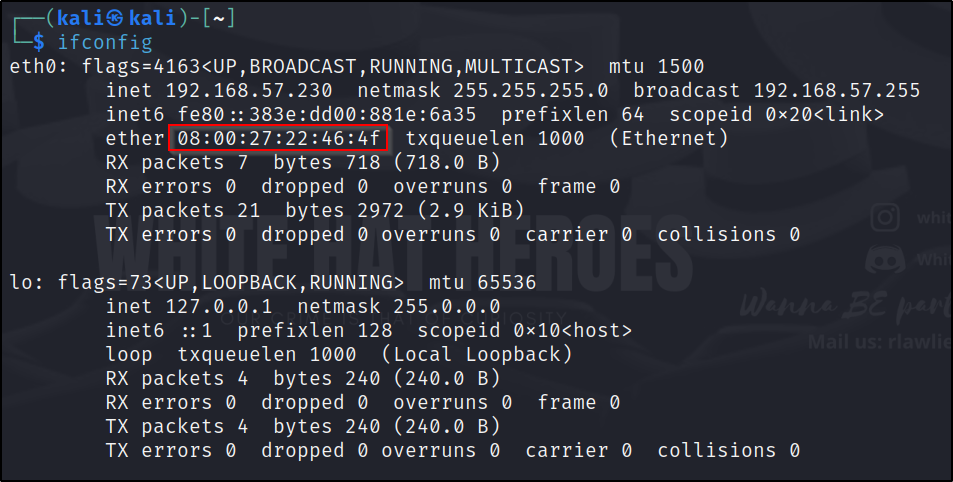 ┌──(kali㉿kali)-[~]
└─$ ifconfig
eth0: flags=4163<UP,BROADCAST,RUNNING,MULTICAST>  mtu 1500
        inet 192.168.57.230  netmask 255.255.255.0  broadcast 192.168.57.255
        inet6 fe80::383e:dd00:881e:6a35  prefixlen 64  scopeid 0×20<link>
        ether 08:00:27:22:46:4f  txqueuelen 1000  (Ethernet)
        RX packets 7  bytes 718 (718.0 B)
        RX errors 0  dropped 0  overruns 0  frame 0
        TX packets 21  bytes 2972 (2.9 KiB)
        TX errors 0  dropped 0 overruns 0  carrier 0  collisions 0
lo: flags=73<UP,LOOPBACK,RUNNING>  mtu 65536
        inet 127.0.0.1  netmask 255.0.0.0
        inet6 ::1  prefixlen 128  scopeid 0×10<host>
        loop  txqueuelen 1000  (Local Loopback)
        RX packets 4  bytes 240 (240.0 B)
        RX errors 0  dropped 0  overruns 0  frame 0
        TX packets 4  bytes 240 (240.0 B)
        TX errors 0  dropped 0 overruns 0  carrier 0  collisions 0
WHITE HAT HEROES
whit
Whit
Wanna BE part
Mail us: rlawlie